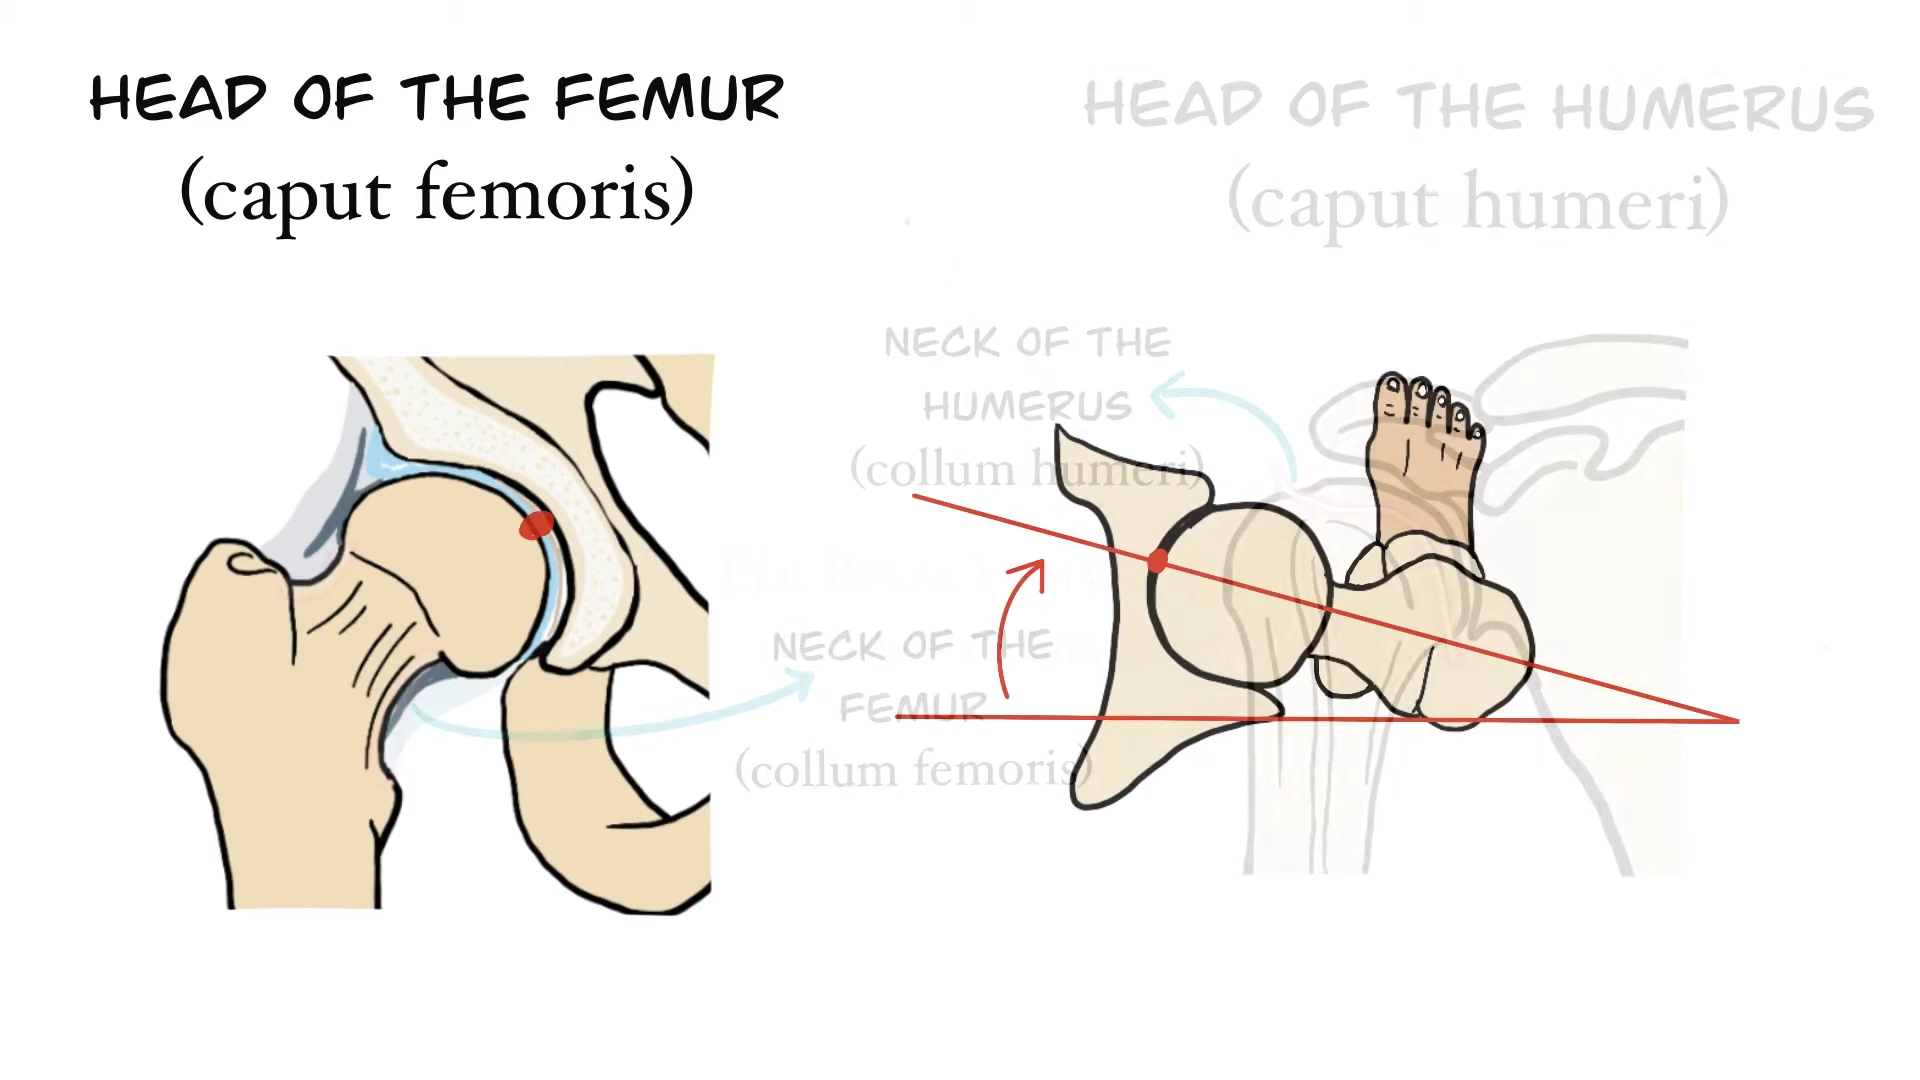 HEAD OF THE FEMUR
(caput femoris)
HEAD OF THE HUMERUS
(caput humeri)
NECK OF THE
HUMERUS
(collum humeri)
NECK OF THE
FEMUR
(collum femoris)